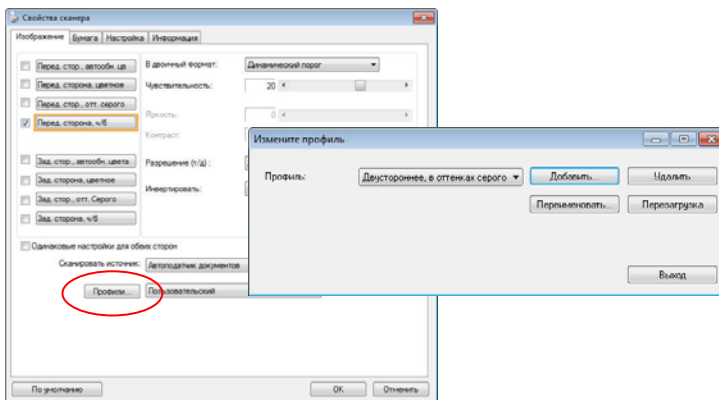 Свойства сканера
Изображение Бумага Настройка Информация
Перед. стор., автообн. цв
Перед. сторона, цветное
Перед. стор., отт. серого
Перед. сторона, ч/б
Зад. стор., автообн. цвета
Зад. сторона, цветное
Зад. стор., отт. Серого
Зад. сторона, ч/б
В двоичный формат: Динамический порог
Чувствительность: 20
Яркость: 0
Контраст:
Разрешение (т/д) :
Инвертировать:
Одинаковые настройки для обеих сторон
Сканировать источник: Автоподатчик документов
Профили... Пользовательский
По умолчанию OK Отменить
Измените профиль
Профиль: Двустороннее, в оттенках серого Добавить... Удалить
Переименовать... Перезагрузка
Выход